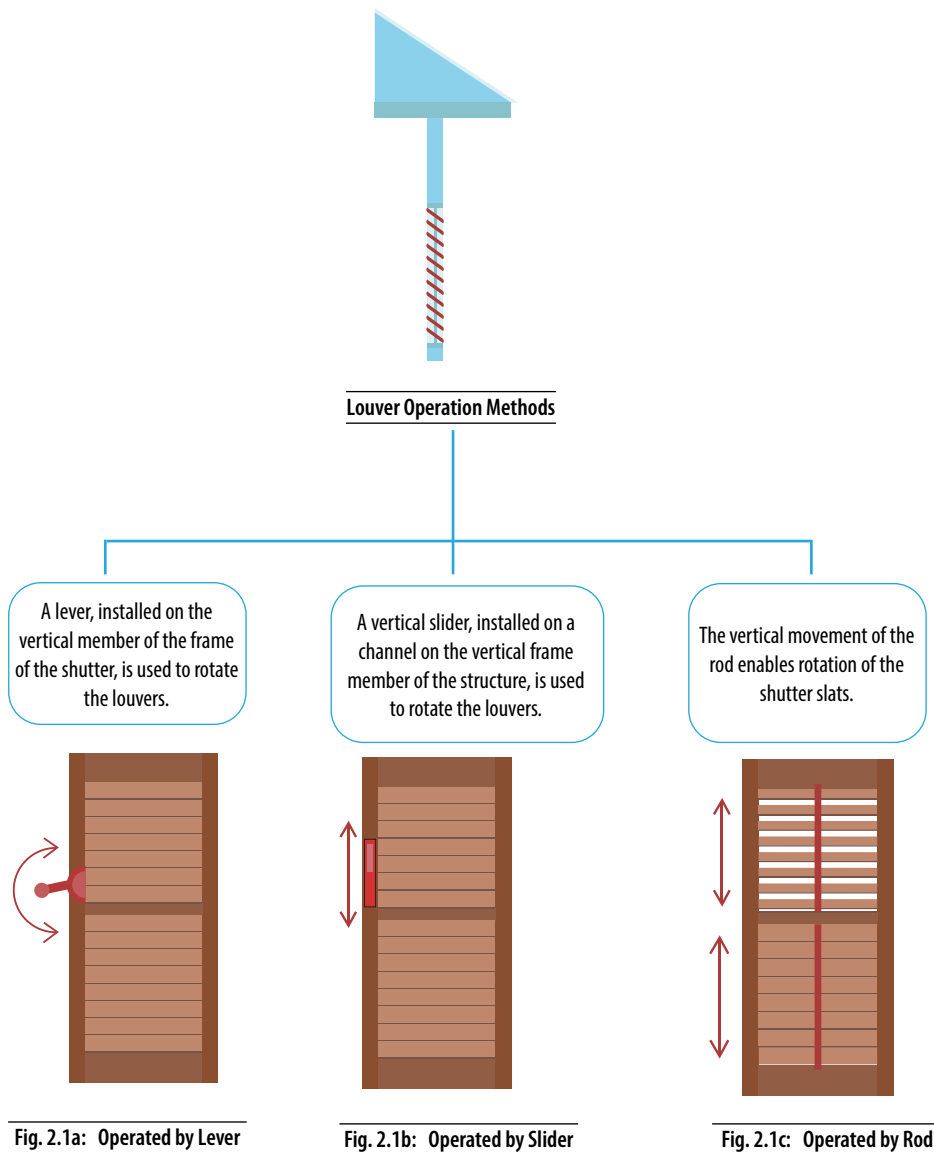 Louver Operation Methods
A lever, installed on the
vertical member of the frame
of the shutter, is used to rotate
the louvers.
A vertical slider, installed on a
channel on the vertical frame
member of the structure, is used
to rotate the louvers.
The vertical movement of the
rod enables rotation of the
shutter slats.
Fig. 2.1a: Operated by Lever
Fig. 2.1b: Operated by Slider
Fig. 2.1c: Operated by Rod